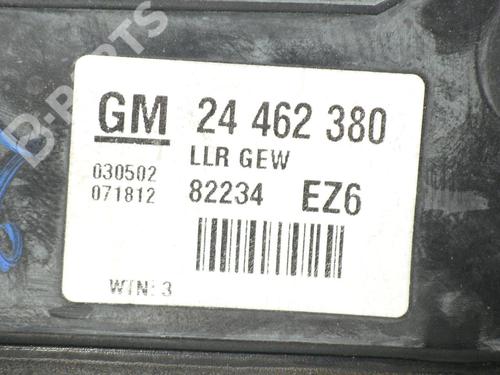 B-PARTS
GM 24 462 380
LLR GEW
030502
071812 82234 EZ6
WTN: 3